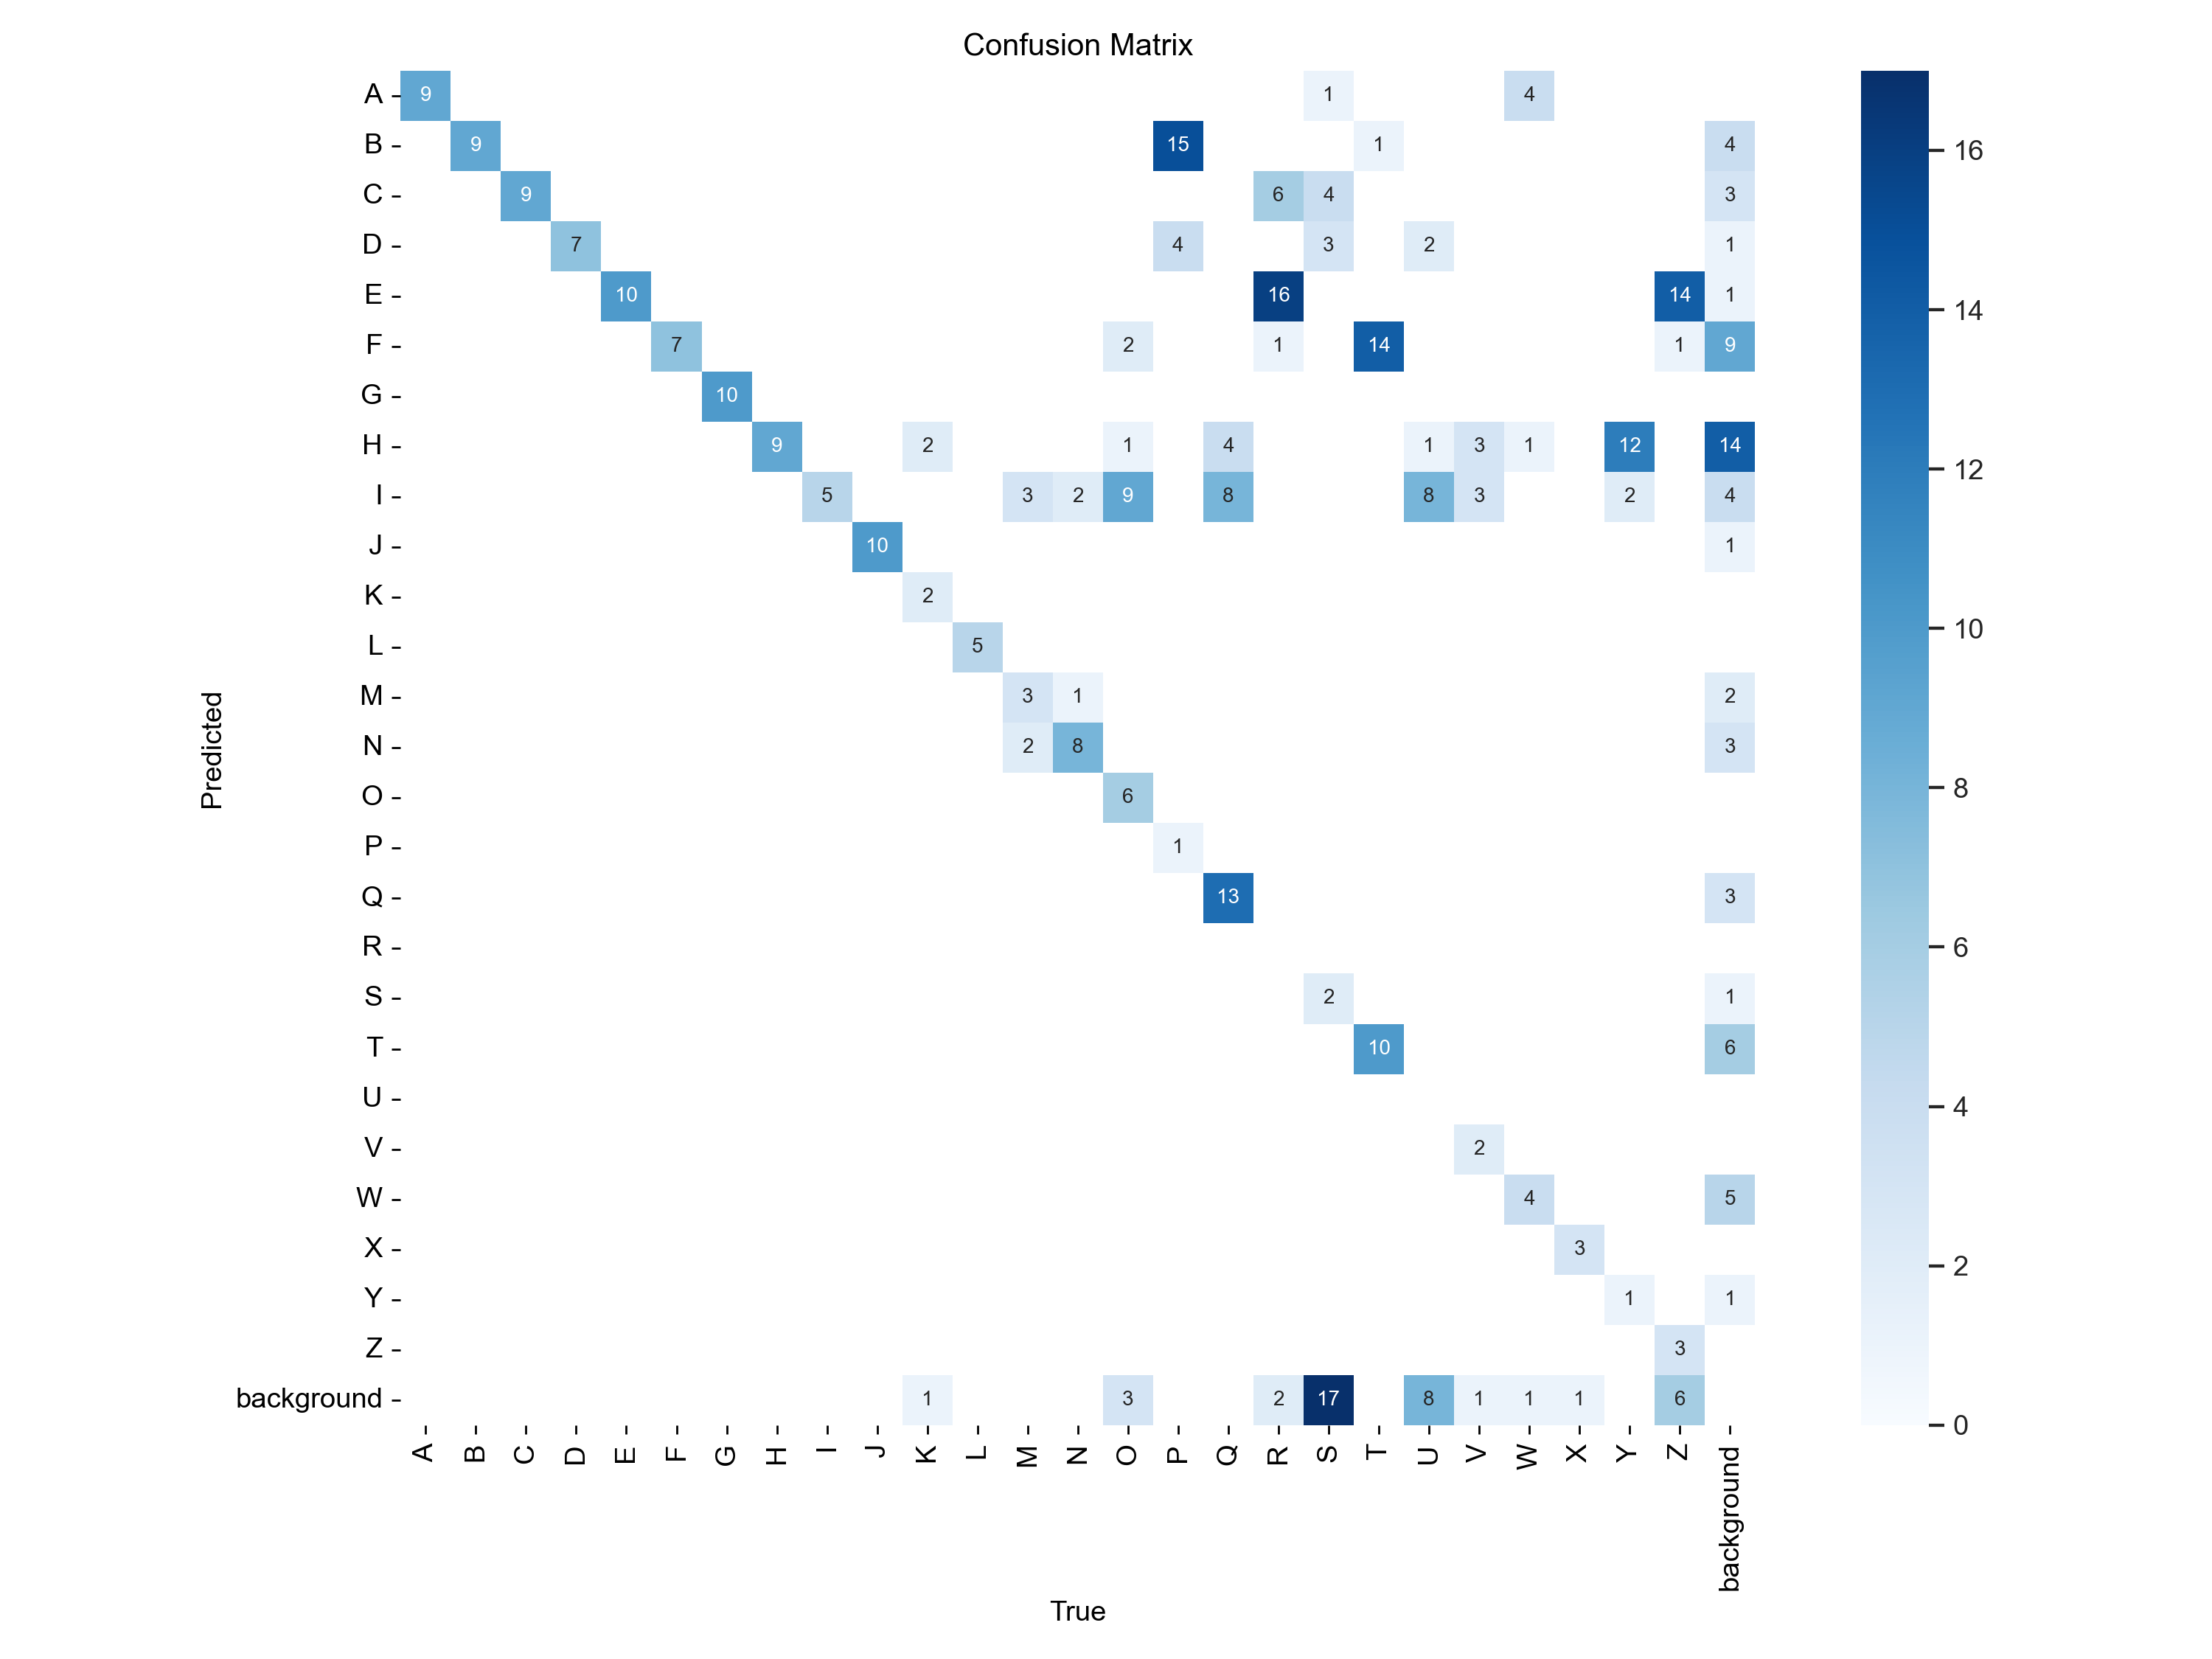 Confusion Matrix
A 9 1 4
B 9 15 1 4 16
C 9 6 4 3
D 7 4 3 2 1
E 10 16 14 1 14
F 7 2 1 14 1 9
G 10
H 9 2 1 4 1 3 1 12 14 12
I 5 3 2 9 8 8 3 2 4
J 10 1
K 2 10
L 5
M 3 1 2
N 2 8 3
O 6 8
P 1
Q 13 3
R 6
S 2 1
T 10 6
U 4
V 2
W 4 5
X 3 2
Y 1 1
Z 3
background 1 3 2 17 8 1 1 1 6 0
A B C D E F G H I J K L M N O P Q R S T U V W X Y Z background
Predicted
True